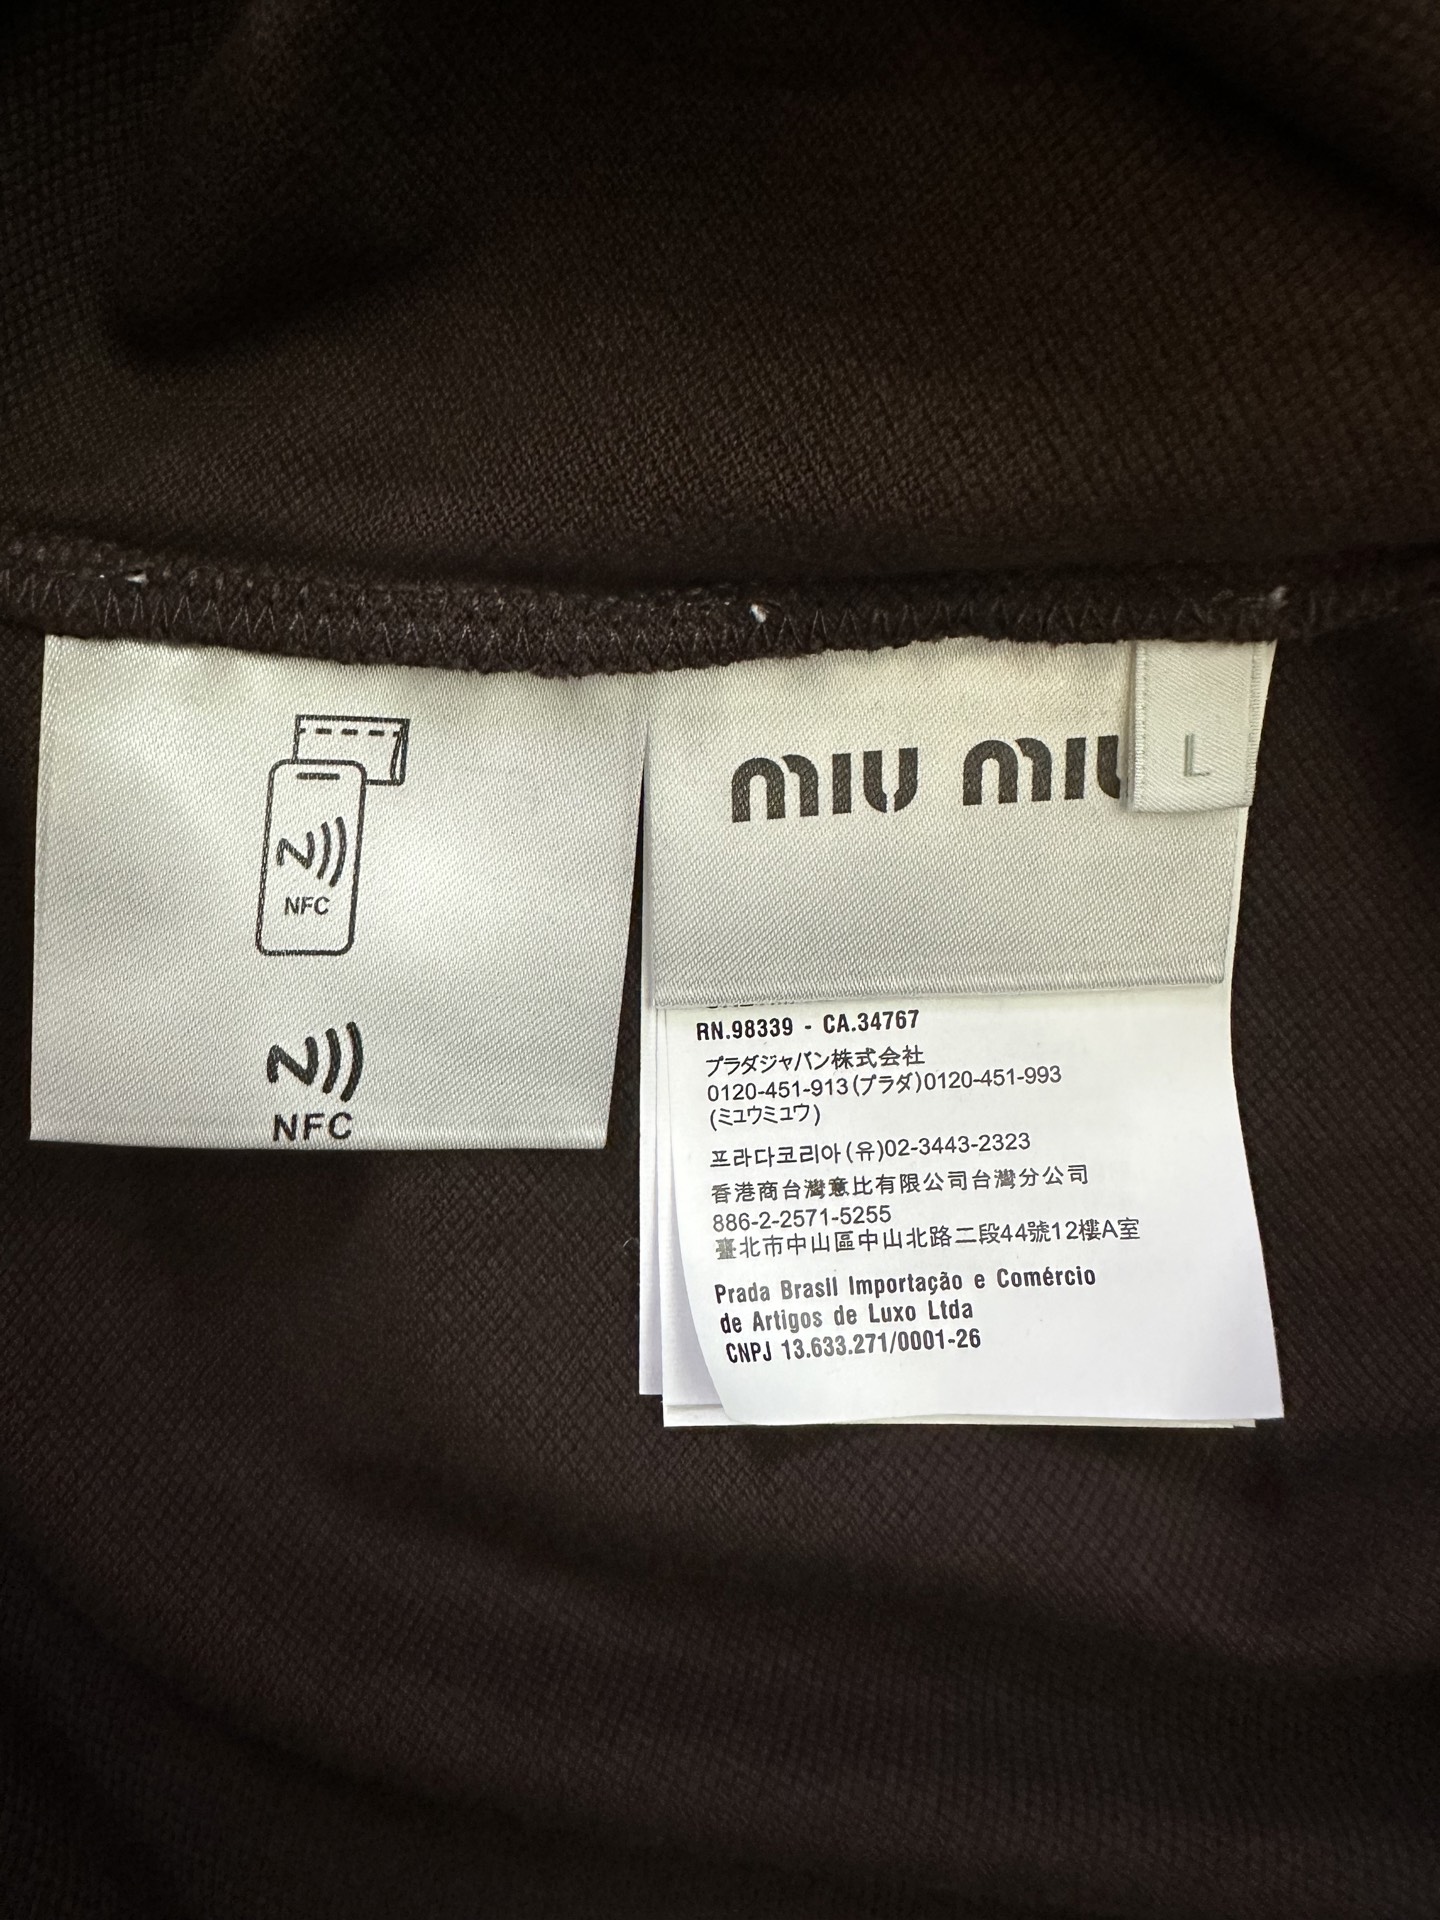 NFC
NFC
miu miu
L
RN.98339 - CA.34767
プラダジャパン株式会社
0120-451-913(プラダ)0120-451-993
(ミュウミュウ)
프라다코리아(유)02-3443-2323
香港商台灣意比有限公司台灣分公司
886-2-2571-5255
臺北市中山區中山北路二段44號12樓A室
Prada Brasil Importação e Comércio
de Artigos de Luxo Ltda
CNPJ 13.633.271/0001-26